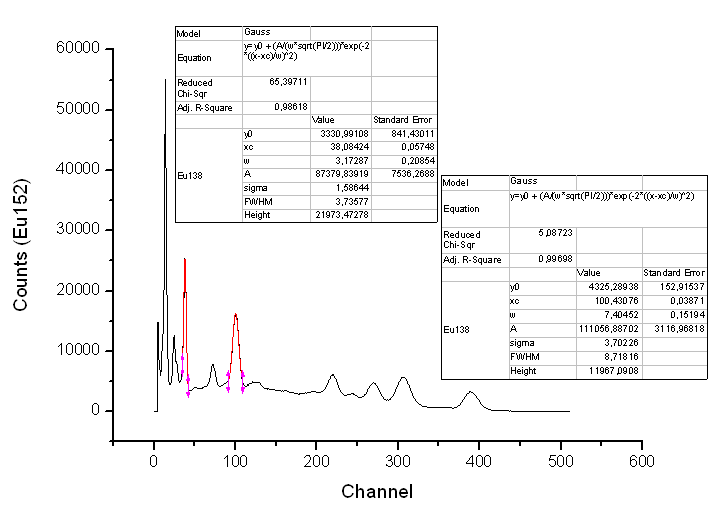 Model Gauss
Equation y=y0 + (A/(w*sqrt(PI/2)))*exp(-2
*((x-xc)/w)^2)
Reduced
Chi-Sqr 65,39711
Adj. R-Square 0,98618
Value Standard Error
Eu138 y0 3330,99108 841,43011
xc 38,08424 0,05748
w 3,17287 0,20854
A 87379,83919 7536,2688
sigma 1,58644
FWHM 3,73577
Height 21973,47278
Model Gauss
Equation y=y0 + (A/(w*sqrt(PI/2)))*exp(-2*((x-xc)/w)^2)
Reduced
Chi-Sqr 5,08723
Adj. R-Square 0,99698
Value Standard Error
Eu138 y0 4325,28938 152,91537
xc 100,43076 0,03871
w 7,40452 0,15194
A 111056,88702 3116,96818
sigma 3,70226
FWHM 8,71816
Height 11967,0908
60000
50000
40000
30000
20000
10000
0
Counts (Eu152)
0 100 200 300 400 500 600
Channel